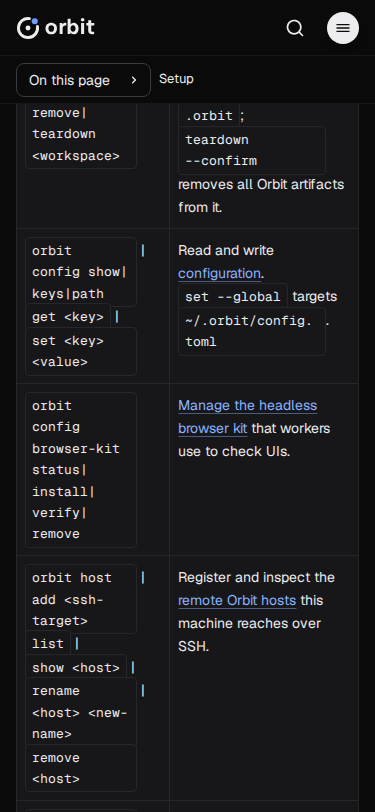 orbit
On this page
Setup
remove|
teardown
<workspace>
.orbit ;
teardown
--confirm
removes all Orbit artifacts
from it.
orbit |
config show|
keys|path
get <key> |
set <key>
<value>
Read and write
configuration.
set --global targets
~/.orbit/config. .
toml
orbit
config
browser-kit
status|
install|
verify|
remove
Manage the headless
browser kit that workers
use to check UIs.
orbit host |
add <ssh-
target>
list |
show <host> |
rename |
<host> <new-
name>
remove
<host>
Register and inspect the
remote Orbit hosts this
machine reaches over
SSH.